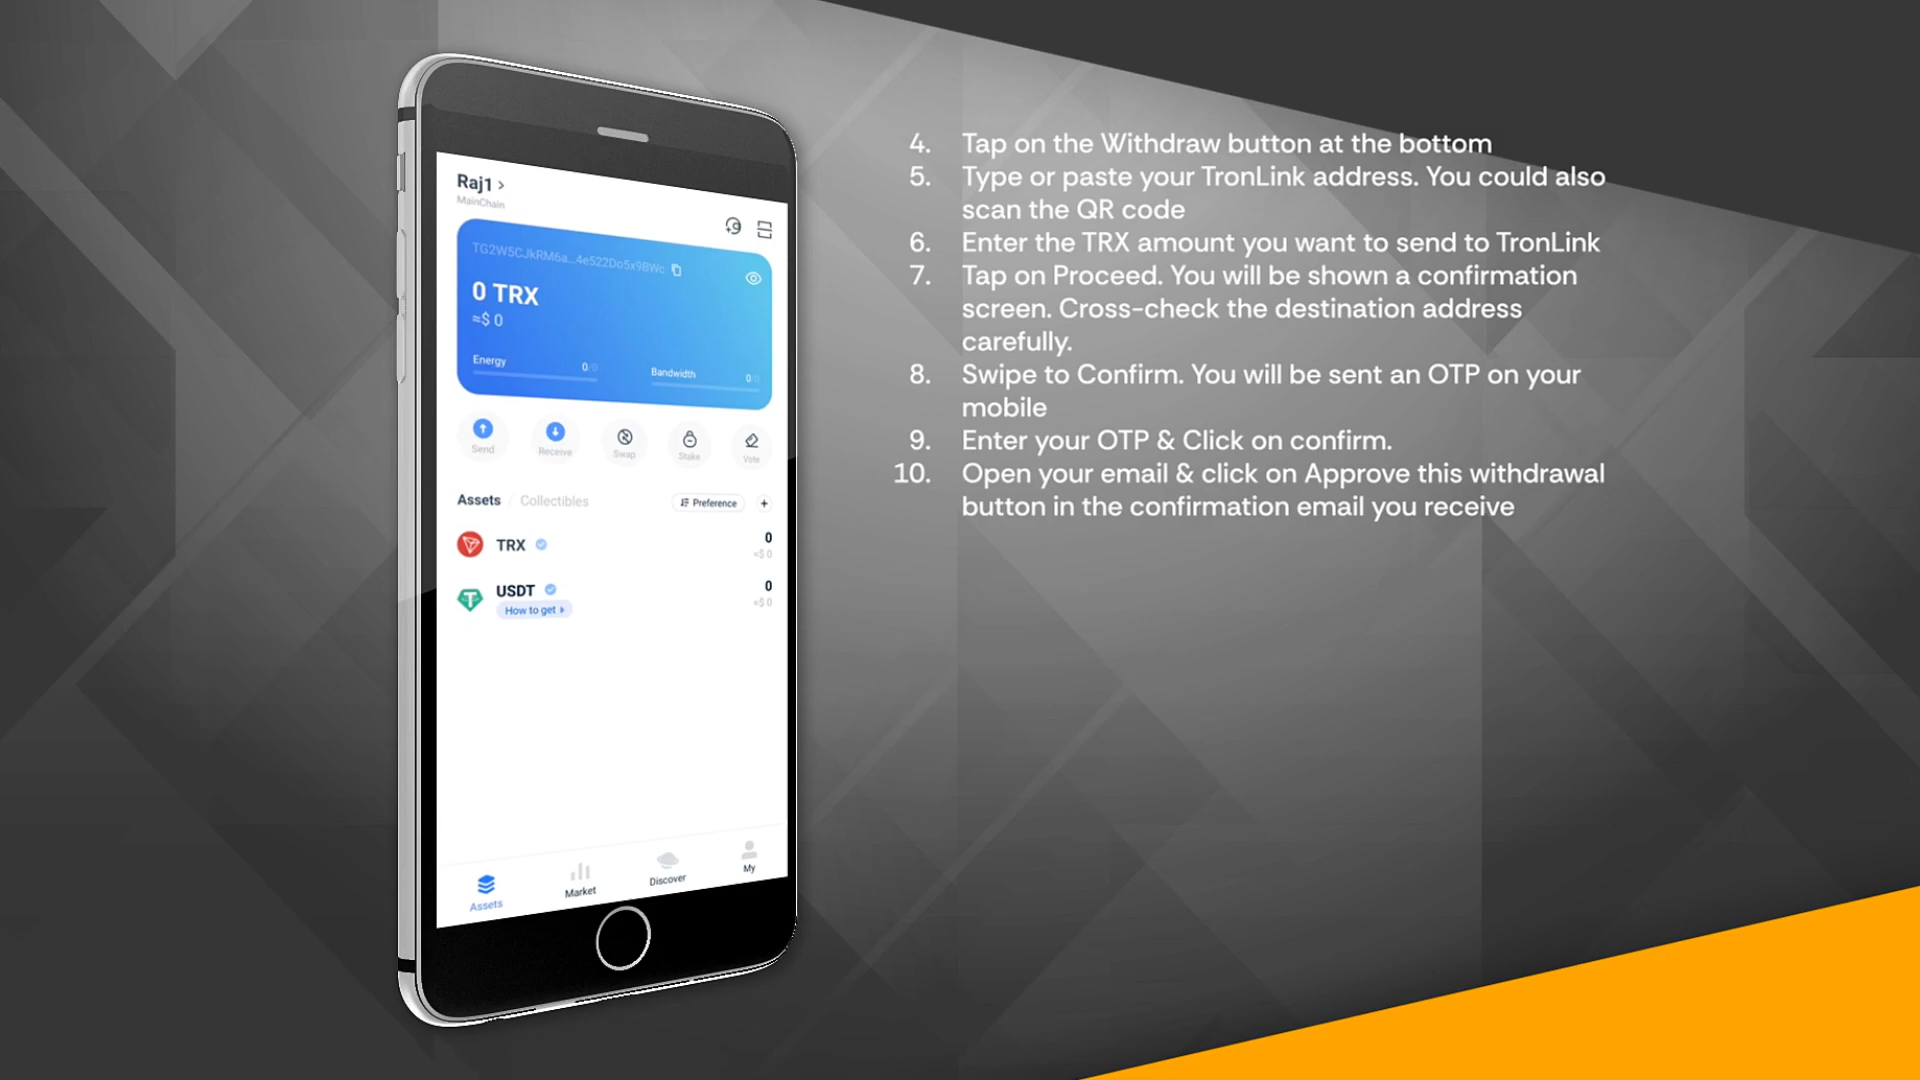 Raj1 >
MainChain
TG2W5CJkRM6a...4e522Do5x9BWc
0 TRX
≈$ 0
Energy 0/0
Bandwidth 0/0
Send
Receive
Swap
Stake
Vote
Assets / Collectibles
Preference +
TRX 0
≈$ 0
USDT 0
How to get ≈$ 0
Assets
Market
Discover
My
4. Tap on the Withdraw button at the bottom
5. Type or paste your TronLink address. You could also
scan the QR code
6. Enter the TRX amount you want to send to TronLink
7. Tap on Proceed. You will be shown a confirmation
screen. Cross-check the destination address
carefully.
8. Swipe to Confirm. You will be sent an OTP on your
mobile
9. Enter your OTP & Click on confirm.
10. Open your email & click on Approve this withdrawal
button in the confirmation email you receive